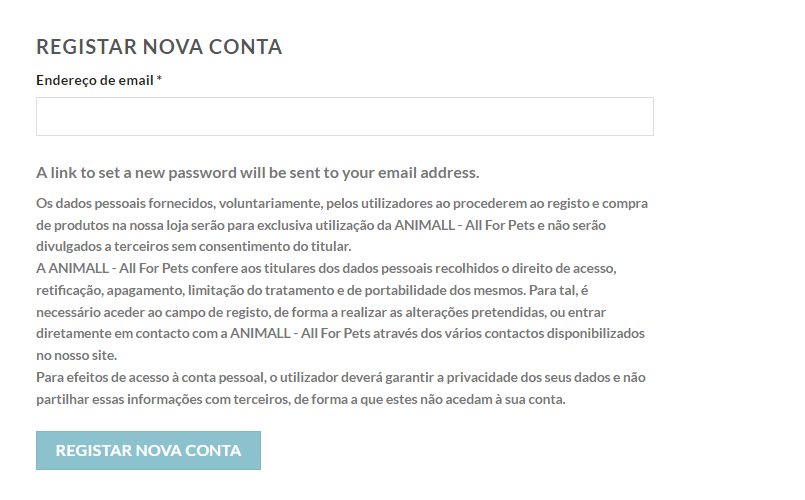 REGISTAR NOVA CONTA
Endereço de email *
A link to set a new password will be sent to your email address.
Os dados pessoais fornecidos, voluntariamente, pelos utilizadores ao procederem ao registo e compra
de produtos na nossa loja serão para exclusiva utilização da ANIMALL - All For Pets e não serão
divulgados a terceiros sem consentimento do titular.
A ANIMALL - All For Pets confere aos titulares dos dados pessoais recolhidos o direito de acesso,
retificação, apagamento, limitação do tratamento e de portabilidade dos mesmos. Para tal, é
necessário aceder ao campo de registo, de forma a realizar as alterações pretendidas, ou entrar
diretamente em contacto com a ANIMALL - All For Pets através dos vários contactos disponibilizados
no nosso site.
Para efeitos de acesso à conta pessoal, o utilizador deverá garantir a privacidade dos seus dados e não
partilhar essas informações com terceiros, de forma a que estes não acedam à sua conta.
REGISTAR NOVA CONTA